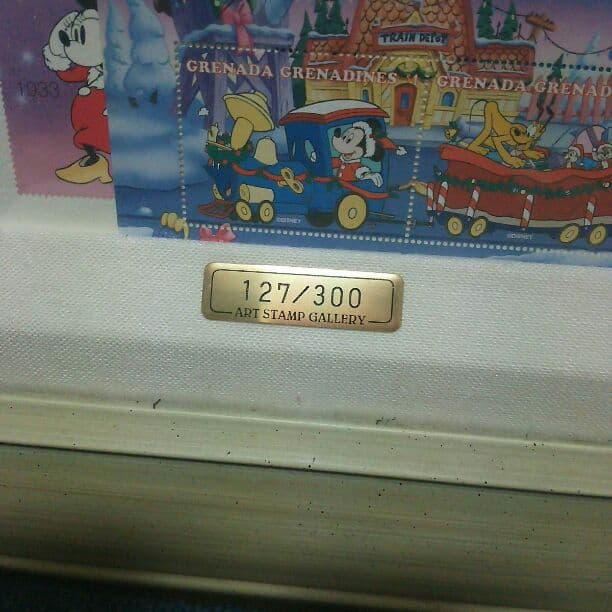 TRAIN DEPOT
GRENADA GRENADINES
GRENADA GRENAD
1933
©DISNEY
©DISNEY
127/300
ART STAMP GALLERY